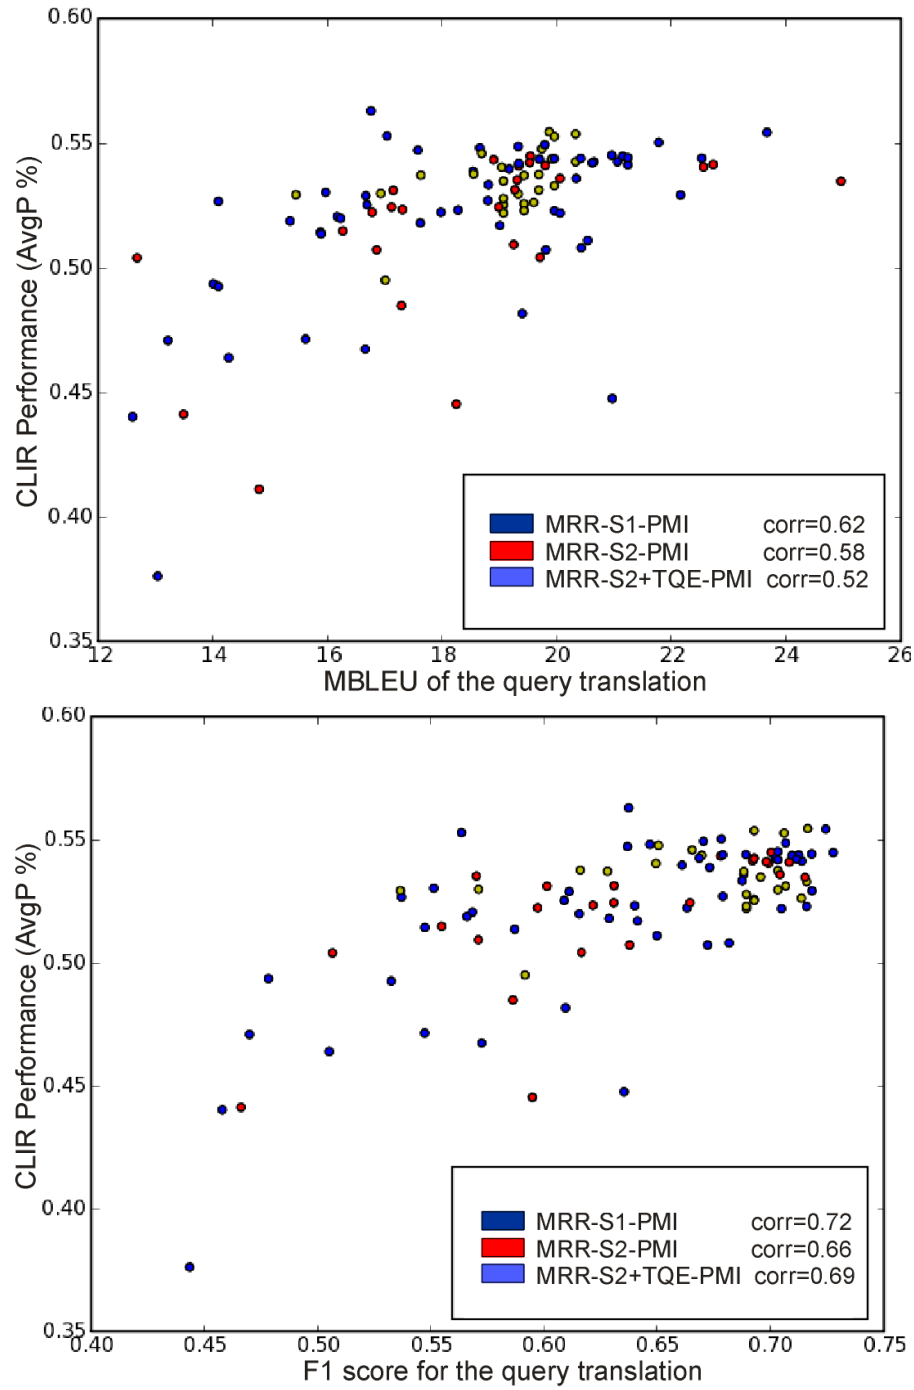 0.60
0.55
0.50
0.45
0.40
0.35
CLIR Performance (AvgP %)
MRR-S1-PMI corr=0.62
MRR-S2-PMI corr=0.58
MRR-S2+TQE-PMI corr=0.52
12 14 16 18 20 22 24 26
MBLEU of the query translation
0.60
0.55
0.50
0.45
0.40
0.35
CLIR Performance (AvgP %)
MRR-S1-PMI corr=0.72
MRR-S2-PMI corr=0.66
MRR-S2+TQE-PMI corr=0.69
0.40 0.45 0.50 0.55 0.60 0.65 0.70 0.75
F1 score for the query translation